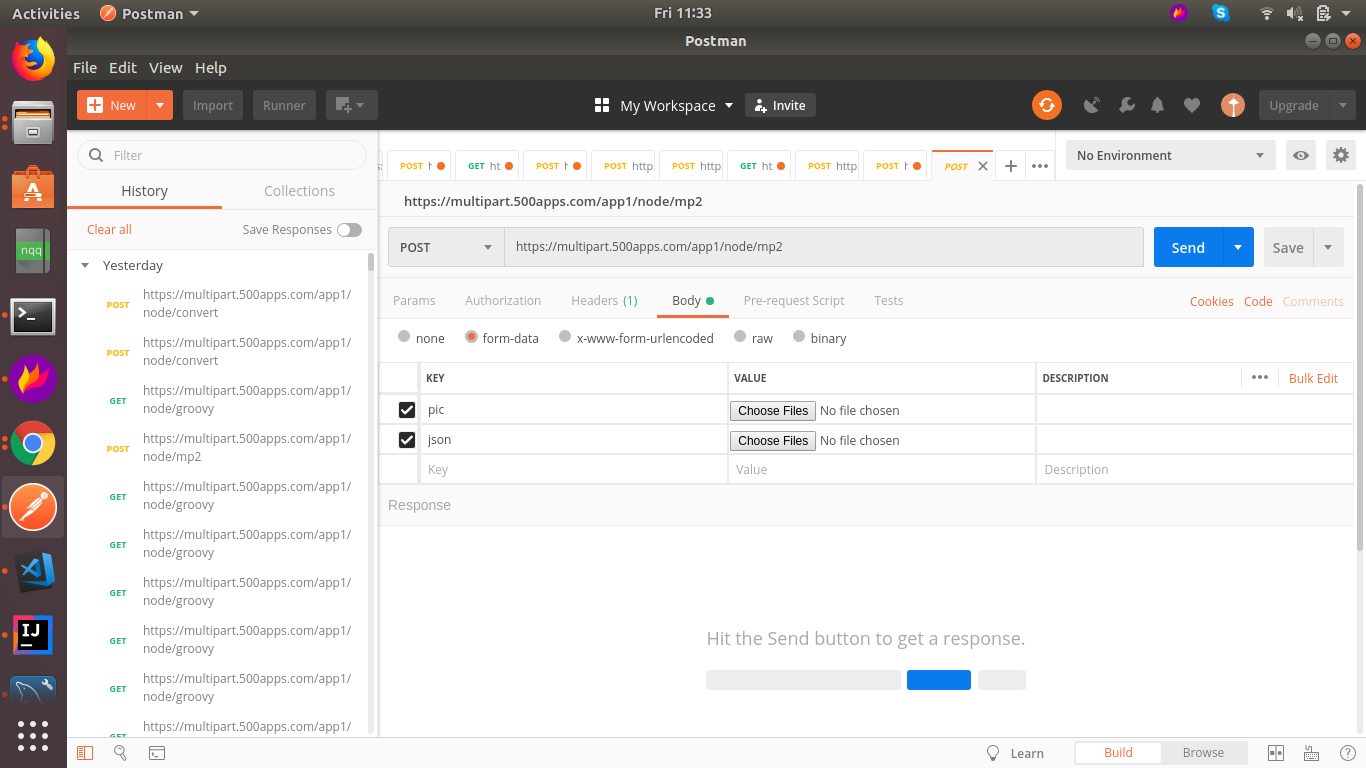 Activities Postman Fri 11:33
Postman
File Edit View Help
New Import Runner My Workspace Invite Upgrade
Filter
POST h GET ht POST h POST http POST http GET ht POST http POST h POST
No Environment
History Collections
https://multipart.500apps.com/app1/node/mp2
Clear all Save Responses
POST https://multipart.500apps.com/app1/node/mp2 Send Save
Yesterday
POST https://multipart.500apps.com/app1/
node/convert
POST https://multipart.500apps.com/app1/
node/convert
GET https://multipart.500apps.com/app1/
node/groovy
POST https://multipart.500apps.com/app1/
node/mp2
GET https://multipart.500apps.com/app1/
node/groovy
GET https://multipart.500apps.com/app1/
node/groovy
GET https://multipart.500apps.com/app1/
node/groovy
GET https://multipart.500apps.com/app1/
node/groovy
GET https://multipart.500apps.com/app1/
node/groovy
GET https://multipart.500apps.com/app1/
Params Authorization Headers (1) Body Pre-request Script Tests Cookies Code Comments
none form-data x-www-form-urlencoded raw binary
KEY VALUE DESCRIPTION ••• Bulk Edit
pic Choose Files No file chosen
json Choose Files No file chosen
Key Value Description
Response
Hit the Send button to get a response.
nqq
IJ
Learn Build Browse